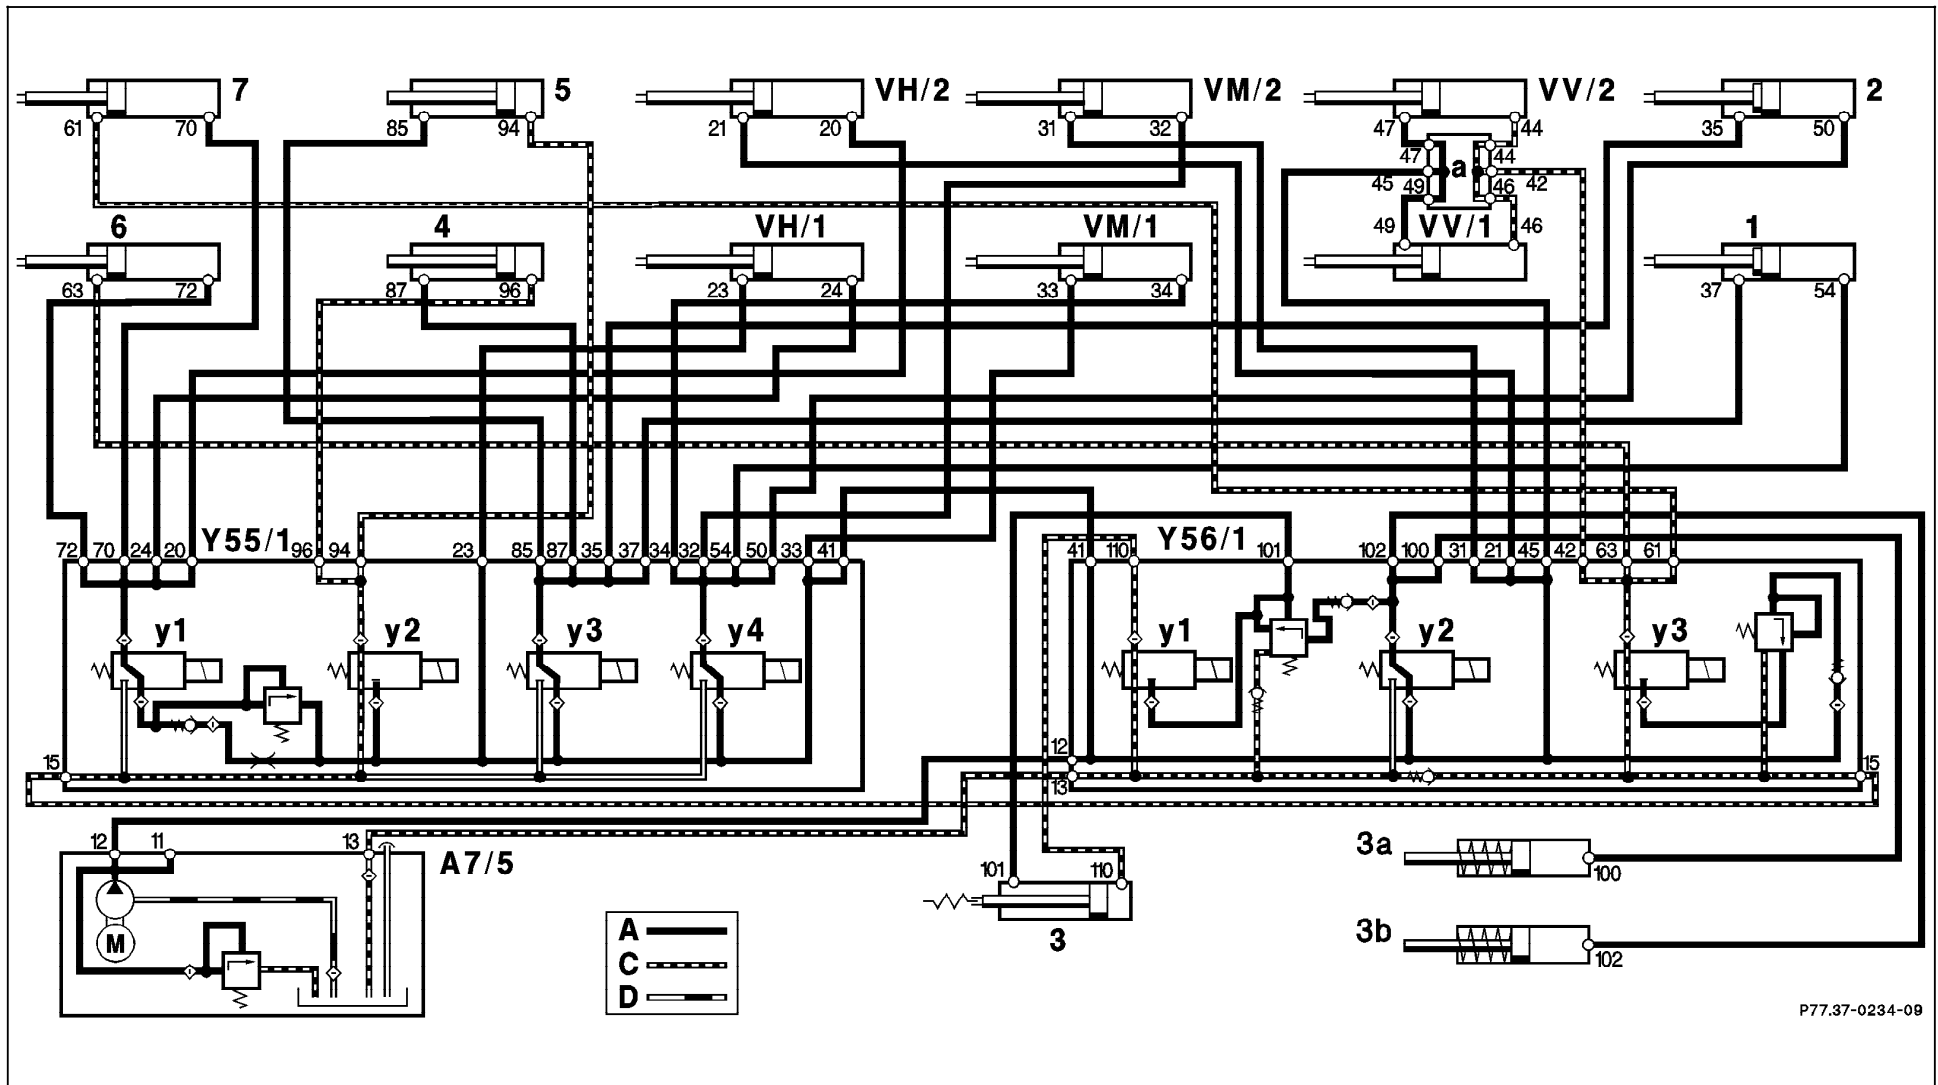 7 5 VH/2 VM/2 VV/2 2
61 70 85 94 21 20 31 32 47 44 35 50
47 a 44
45 49 46 42
49 VV/1 46
6 4 VH/1 VM/1 1
63 72 87 96 23 24 33 34 37 54
72 70 24 20 Y55/1 96 94 23 85 87 35 37 34 32 54 50 33 41
41 110 Y56/1 101 102 100 31 21 45 42 63 61
y1 y2 y3 y4 y1 y2 y3
15 12 13 15
12 11 13 A7/5
M
101 110
3
3a 100
3b 102
A
C
D
P77.37-0234-09